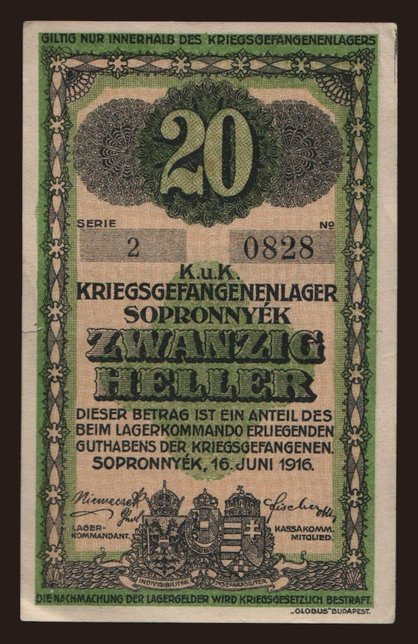 GILTIG NUR INNERHALB DES KRIEGSGEFANGENENLAGERS
20
SERIE No
2 0828
K.u.K.
KRIEGSGEFANGENENLAGER
SOPRONNYÉK
ZWANZIG
HELLER
DIESER BETRAG IST EIN ANTEIL DES
BEIM LAGERKOMMANDO ERLIEGENDEN
GUTHABENS DER KRIEGSGEFANGENEN.
SOPRONNYÉK, 16. JUNI 1916.
LAGER- KASSAKOMM.
KOMMANDANT. MITGLIED.
INDIVISIBILITER INSEPARABILITER
DIE NACHMACHUNG DER LAGERGELDER WIRD KRIEGSGESETZLICH BESTRAFT.
„GLOBUS" BUDAPEST.